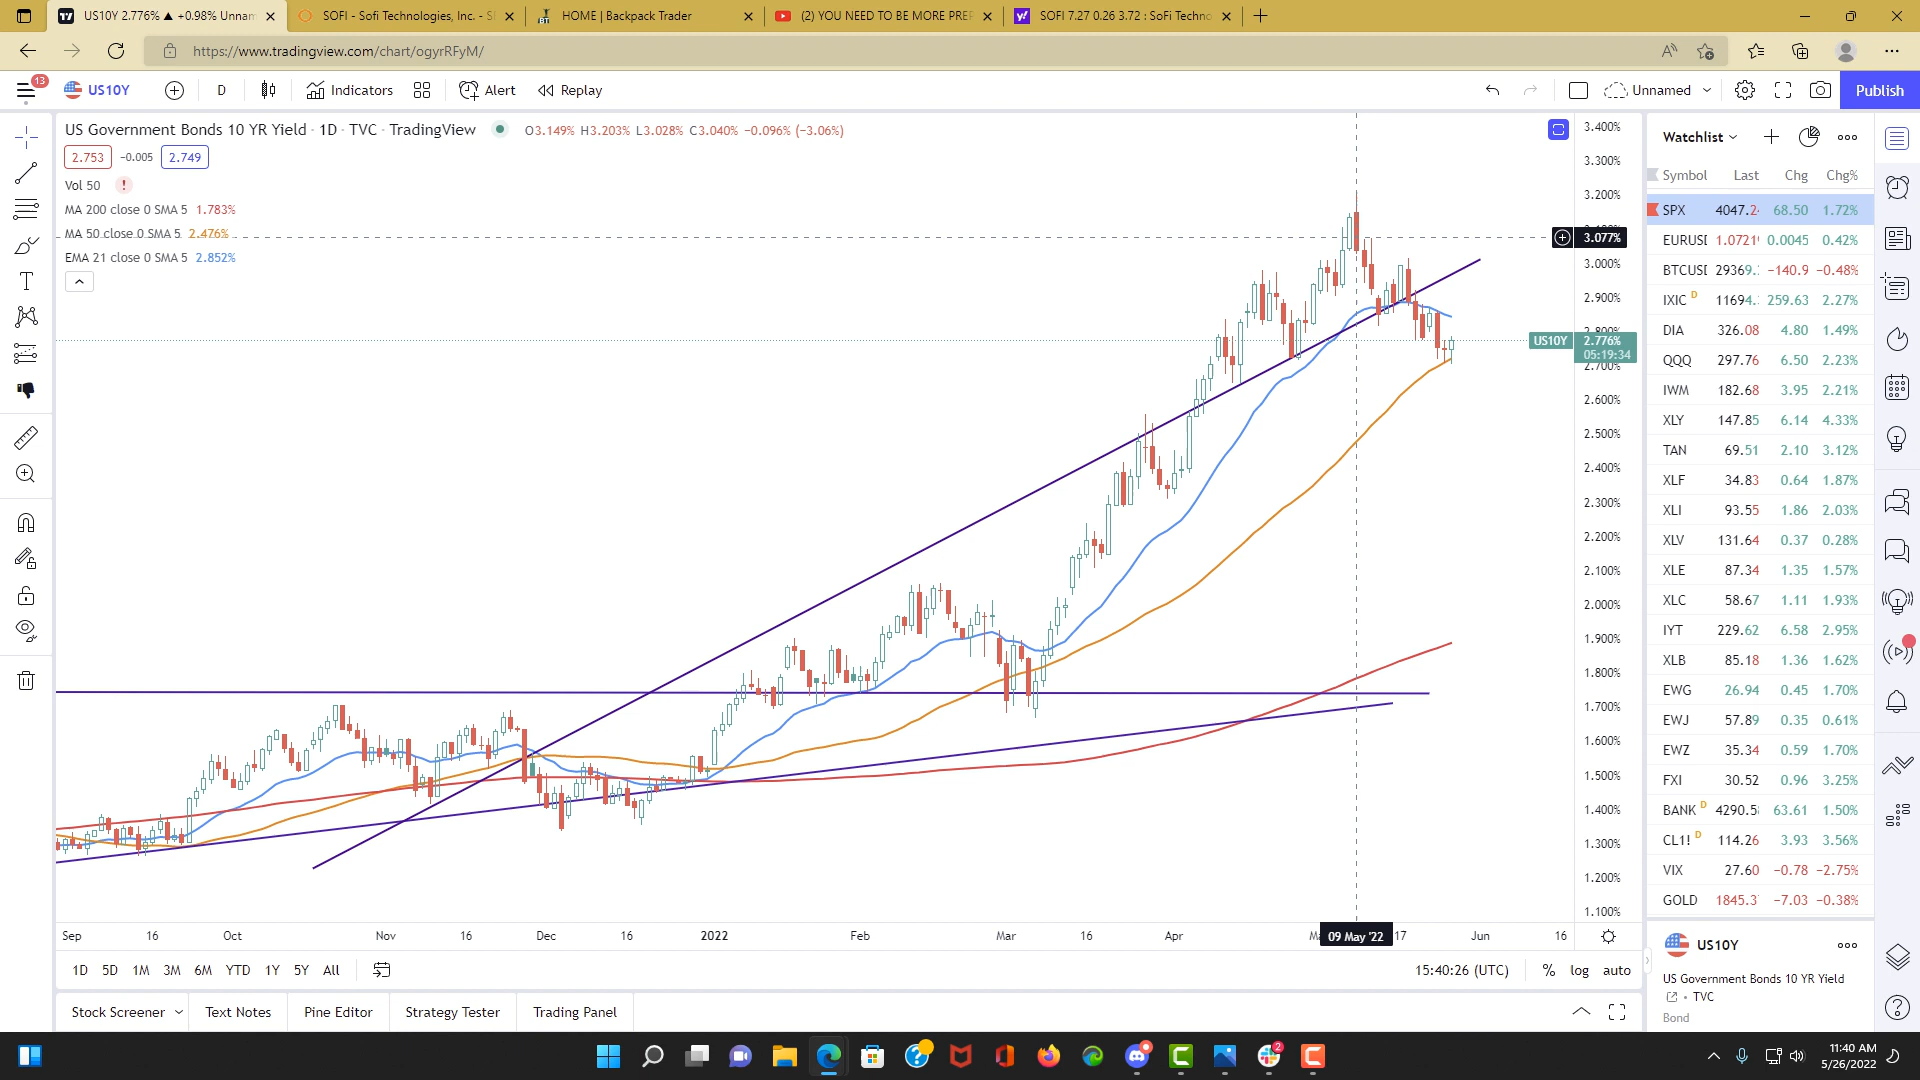 US10Y 2.776% ▲ +0.98% Unnam
SOFI - Sofi Technologies, Inc. - S
HOME | Backpack Trader
(2) YOU NEED TO BE MORE PREP
SOFI 7.27 0.26 3.72 : SoFi Techno
https://www.tradingview.com/chart/ogyrRFyM/
13
US10Y
D
Indicators
Alert
Replay
Unnamed
Publish
US Government Bonds 10 YR Yield · 1D · TVC · TradingView
O3.149% H3.203% L3.028% C3.040% −0.096% (−3.06%)
2.753 −0.005 2.749
Vol 50
MA 200 close 0 SMA 5 1.783%
MA 50 close 0 SMA 5 2.476%
EMA 21 close 0 SMA 5 2.852%
3.400%
3.300%
3.200%
3.077%
3.000%
2.900%
2.800%
US10Y 2.776%
05:19:34
2.700%
2.600%
2.500%
2.400%
2.300%
2.200%
2.100%
2.000%
1.900%
1.800%
1.700%
1.600%
1.500%
1.400%
1.300%
1.200%
1.100%
Sep 16 Oct Nov 16 Dec 16 2022 Feb Mar 16 Apr 09 May '22 17 Jun 16
1D 5D 1M 3M 6M YTD 1Y 5Y All
15:40:26 (UTC) % log auto
Stock Screener Text Notes Pine Editor Strategy Tester Trading Panel
Watchlist
Symbol Last Chg Chg%
SPX 4047.2 68.50 1.72%
EURUSD 1.0721 0.0045 0.42%
BTCUSD 29369. −140.9 −0.48%
IXIC D 11694. 259.63 2.27%
DIA 326.08 4.80 1.49%
QQQ 297.76 6.50 2.23%
IWM 182.68 3.95 2.21%
XLY 147.85 6.14 4.33%
TAN 69.51 2.10 3.12%
XLF 34.83 0.64 1.87%
XLI 93.55 1.86 2.03%
XLV 131.64 0.37 0.28%
XLE 87.34 1.35 1.57%
XLC 58.67 1.11 1.93%
IYT 229.62 6.58 2.95%
XLB 85.18 1.36 1.62%
EWG 26.94 0.45 1.70%
EWJ 57.89 0.35 0.61%
EWZ 35.34 0.59 1.70%
FXI 30.52 0.96 3.25%
BANK D 4290.5 63.61 1.50%
CL1! D 114.26 3.93 3.56%
VIX 27.60 −0.78 −2.75%
GOLD 1845.3 −7.03 −0.38%
US10Y
US Government Bonds 10 YR Yield
• TVC
Bond
2
11:40 AM
5/26/2022